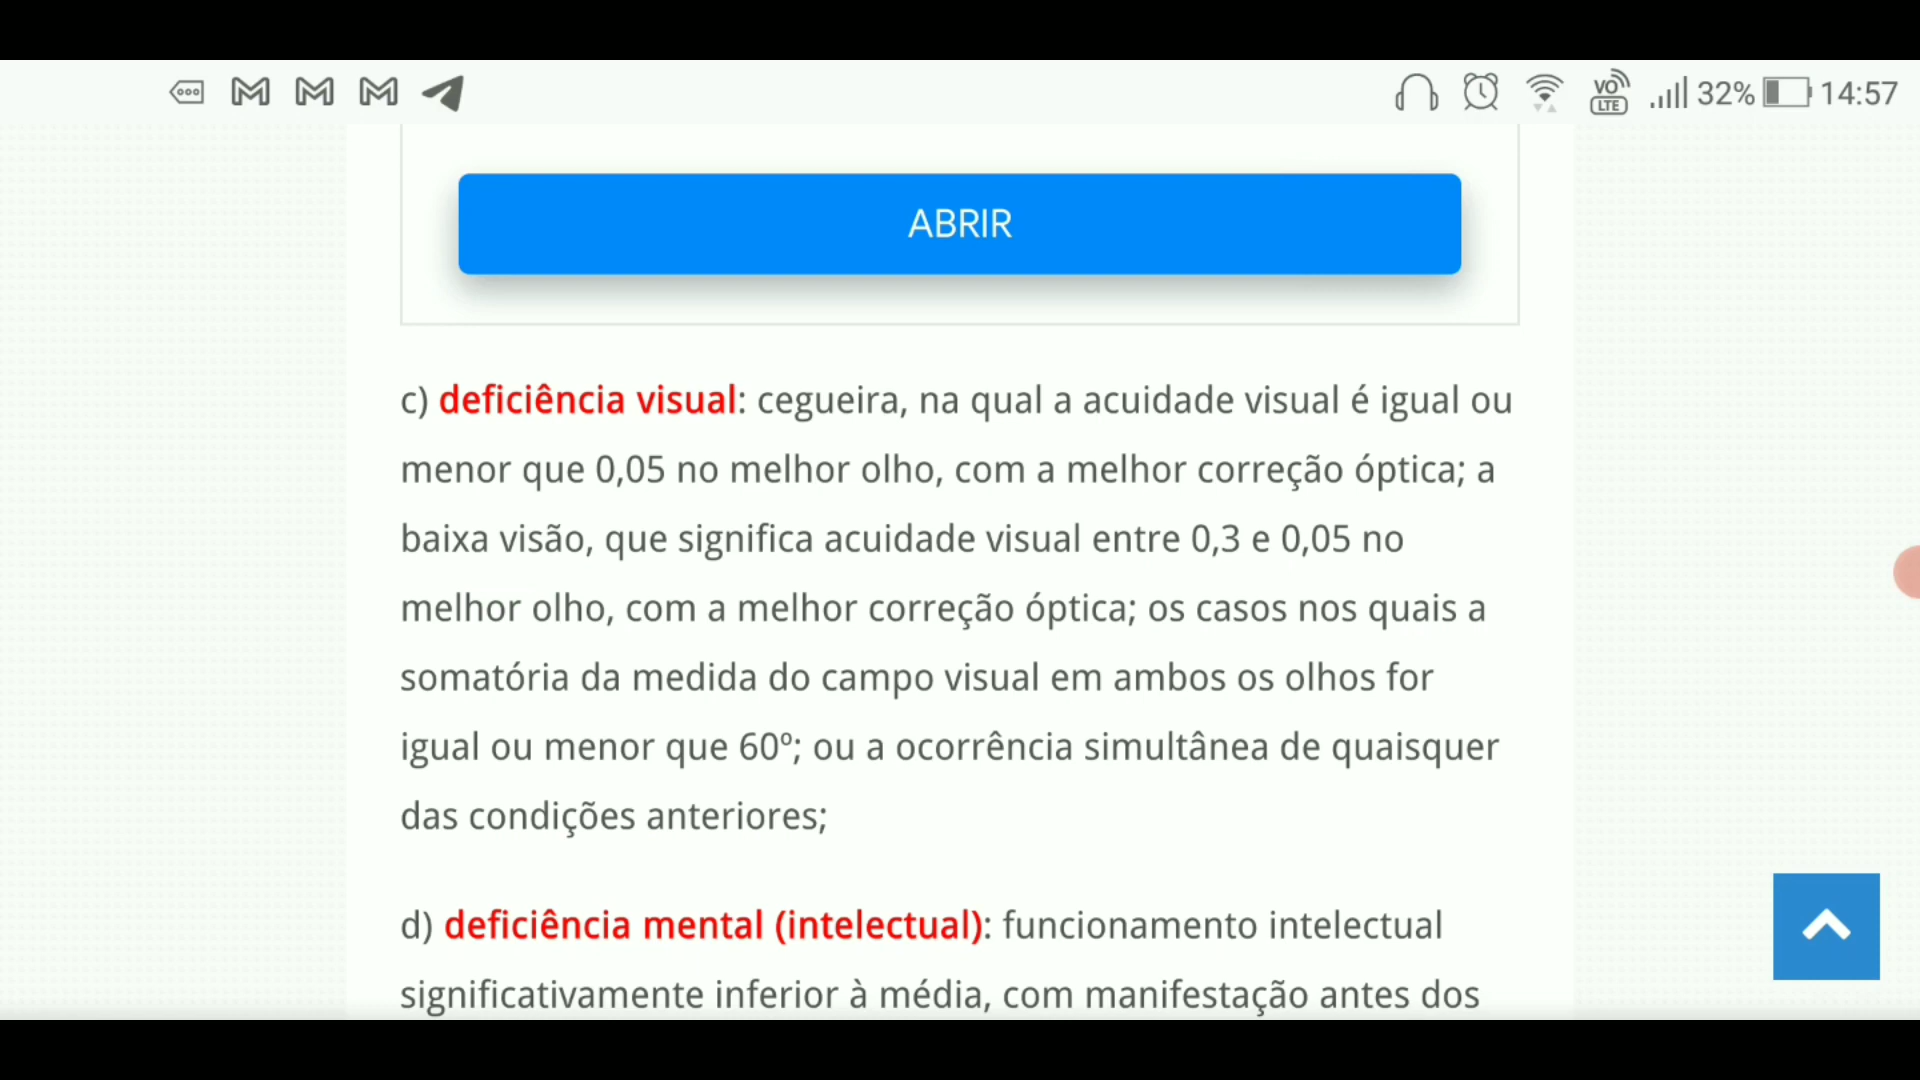 VO LTE 32% 14:57
ABRIR
c) deficiência visual: cegueira, na qual a acuidade visual é igual ou
menor que 0,05 no melhor olho, com a melhor correção óptica; a
baixa visão, que significa acuidade visual entre 0,3 e 0,05 no
melhor olho, com a melhor correção óptica; os casos nos quais a
somatória da medida do campo visual em ambos os olhos for
igual ou menor que 60º; ou a ocorrência simultânea de quaisquer
das condições anteriores;
d) deficiência mental (intelectual): funcionamento intelectual
significativamente inferior à média, com manifestação antes dos